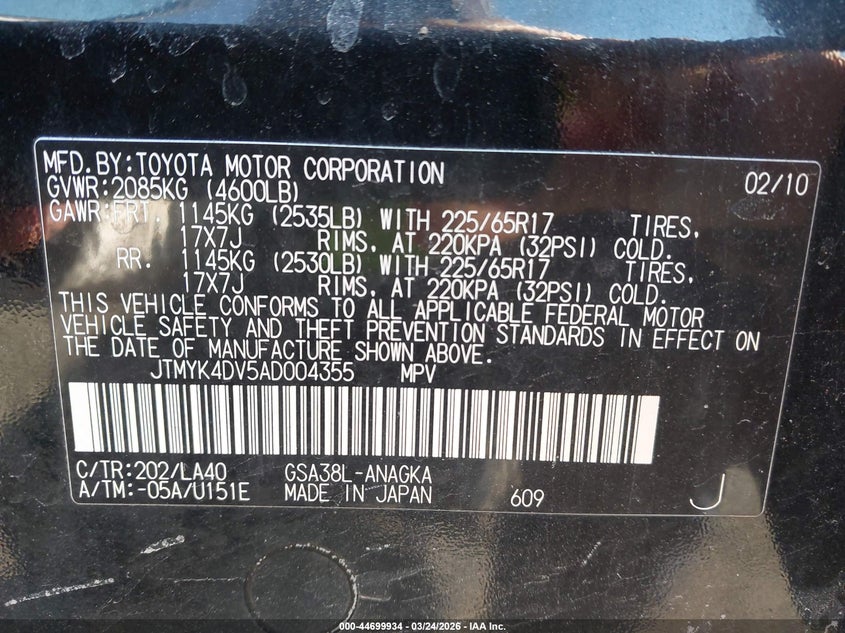 MFD.BY:TOYOTA MOTOR CORPORATION 02/10
GVWR:2085KG (4600LB)
GAWR:FRT. 1145KG (2535LB) WITH 225/65R17 TIRES,
17X7J RIMS, AT 220KPA (32PSI) COLD.
RR. 1145KG (2530LB) WITH 225/65R17 TIRES,
17X7J RIMS, AT 220KPA (32PSI) COLD.
THIS VEHICLE CONFORMS TO ALL APPLICABLE FEDERAL MOTOR
VEHICLE SAFETY AND THEFT PREVENTION STANDARDS IN EFFECT ON
THE DATE OF MANUFACTURE SHOWN ABOVE.
JTMYK4DV5AD004355 MPV
C/TR:202/LA40 GSA38L-ANAGKA
A/TM:-05A/U151E MADE IN JAPAN 609 J
000-44699934 - 03/24/2026 - IAA Inc.